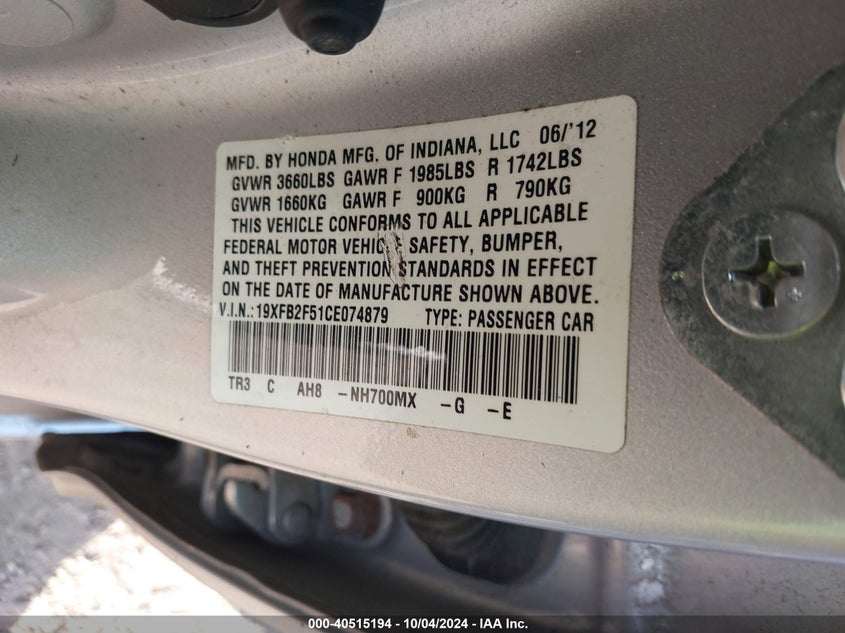 MFD. BY HONDA MFG. OF INDIANA, LLC 06/'12
GVWR 3660LBS GAWR F 1985LBS R 1742LBS
GVWR 1660KG GAWR F 900KG R 790KG
THIS VEHICLE CONFORMS TO ALL APPLICABLE
FEDERAL MOTOR VEHICLE SAFETY, BUMPER,
AND THEFT PREVENTION STANDARDS IN EFFECT
ON THE DATE OF MANUFACTURE SHOWN ABOVE.
V.I.N.:19XFB2F51CE074879 TYPE: PASSENGER CAR
TR3 C AH8 -NH700MX -G -E
000-40515194 - 10/04/2024 - IAA Inc.